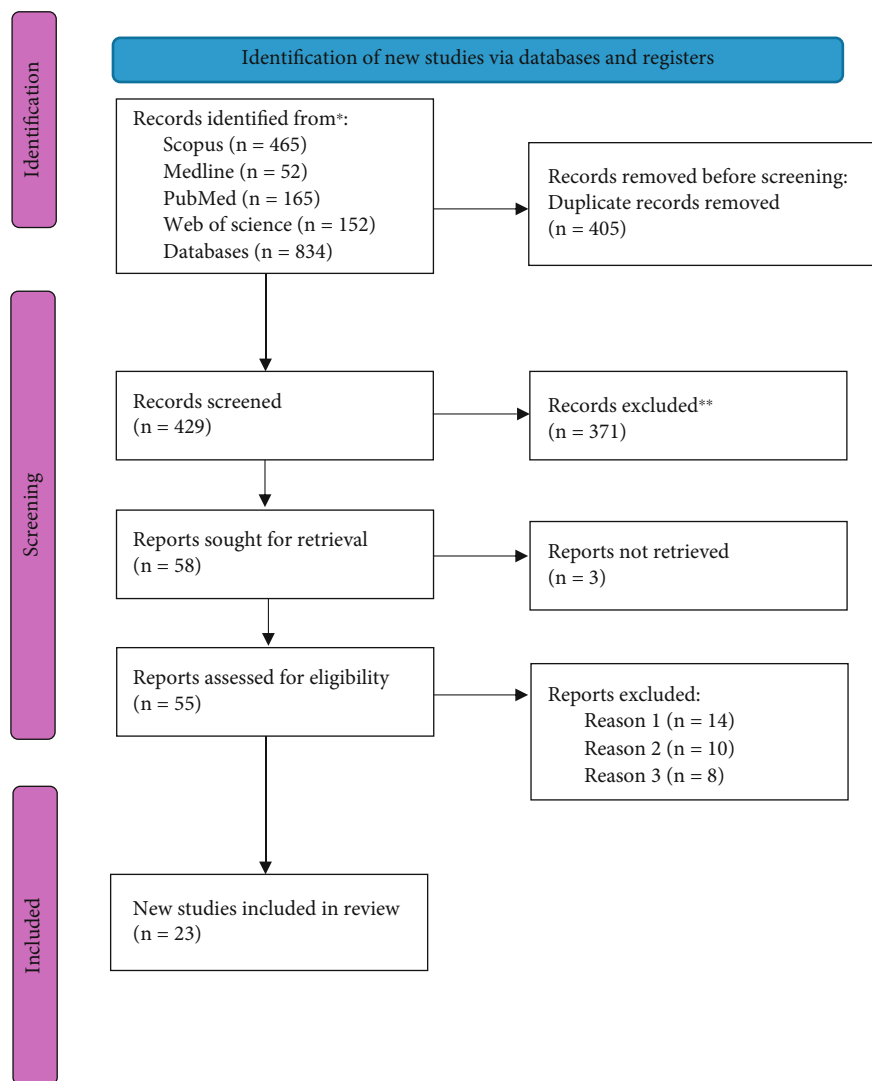 Identification of new studies via databases and registers
Identification
Records identified from*:
Scopus (n = 465)
Medline (n = 52)
PubMed (n = 165)
Web of science (n = 152)
Databases (n = 834)
Records removed before screening:
Duplicate records removed
(n = 405)
Screening
Records screened
(n = 429)
Records excluded**
(n = 371)
Reports sought for retrieval
(n = 58)
Reports not retrieved
(n = 3)
Reports assessed for eligibility
(n = 55)
Reports excluded:
Reason 1 (n = 14)
Reason 2 (n = 10)
Reason 3 (n = 8)
Included
New studies included in review
(n = 23)